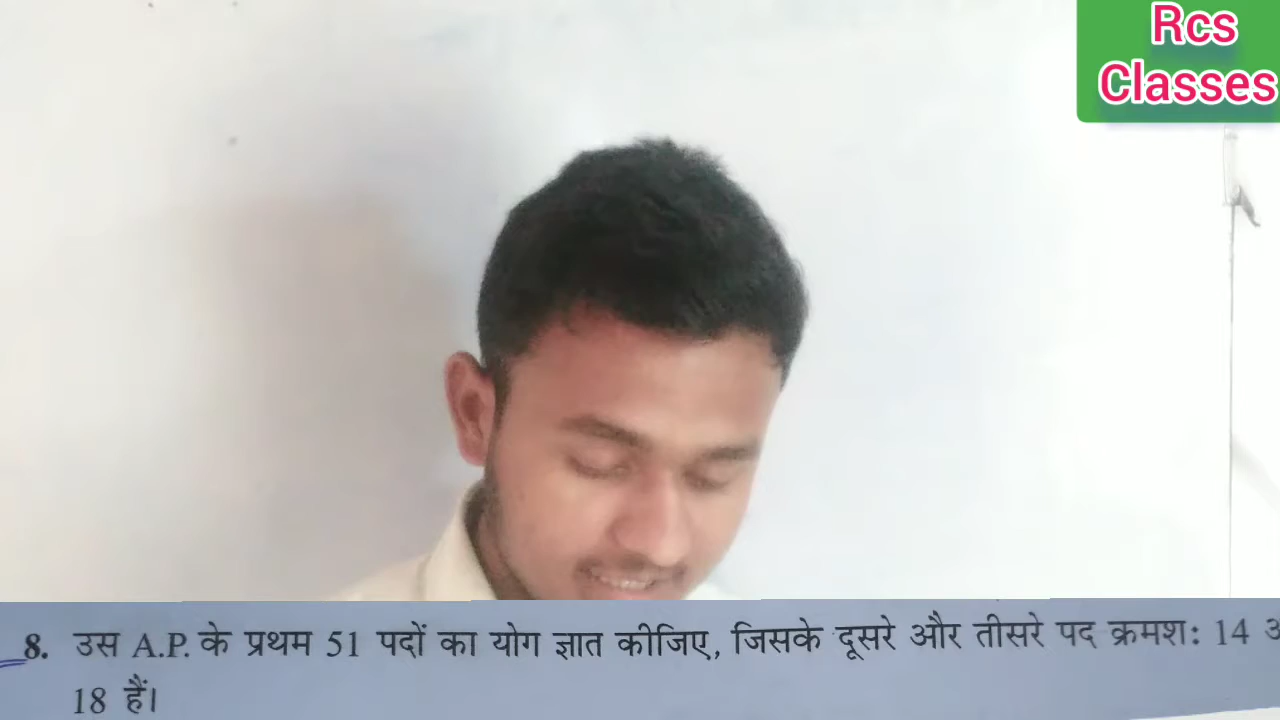 Rcs
Classes
8. उस A.P. के प्रथम 51 पदों का योग ज्ञात कीजिए, जिसके दूसरे और तीसरे पद क्रमश: 14
18 हैं।